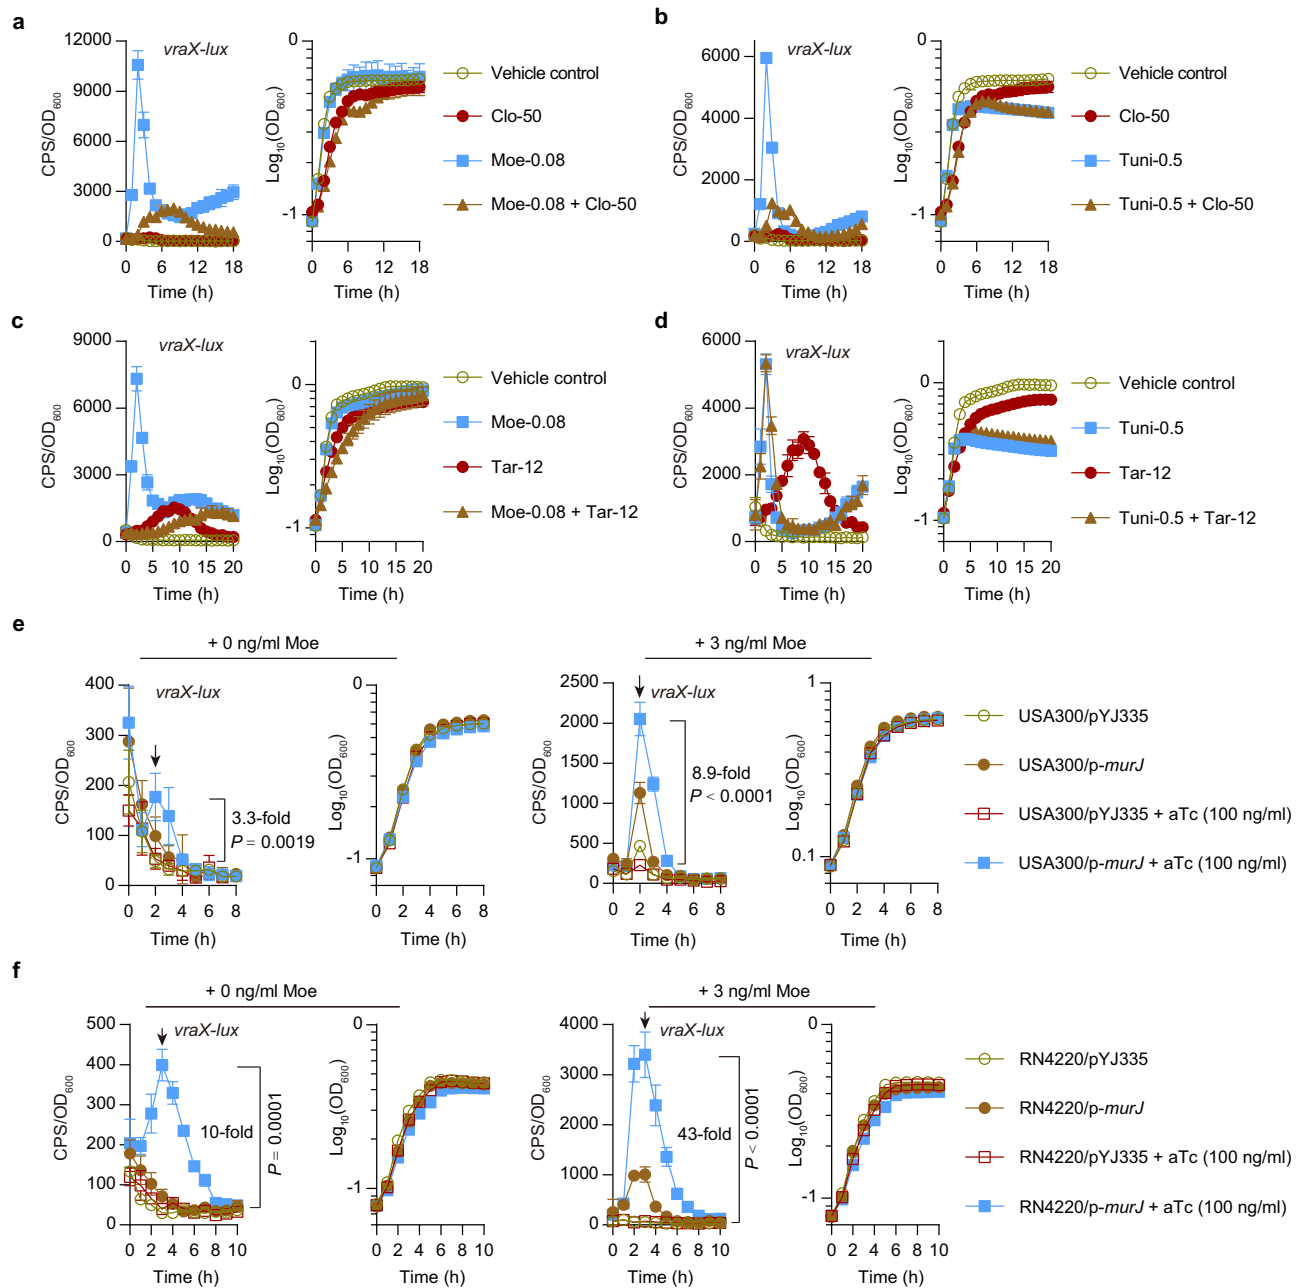 a
vraX-lux
CPS/OD600
12000
9000
6000
3000
0
0 6 12 18
Time (h)
Log10(OD600)
0
-1
0 6 12 18
Time (h)
Vehicle control
Clo-50
Moe-0.08
Moe-0.08 + Clo-50
b
vraX-lux
CPS/OD600
6000
4000
2000
0
0 6 12 18
Time (h)
Log10(OD600)
0
-1
0 6 12 18
Time (h)
Vehicle control
Clo-50
Tuni-0.5
Tuni-0.5 + Clo-50
c
vraX-lux
CPS/OD600
9000
6000
3000
0
0 5 10 15 20
Time (h)
Log10(OD600)
0
-1
0 5 10 15 20
Time (h)
Vehicle control
Moe-0.08
Tar-12
Moe-0.08 + Tar-12
d
vraX-lux
CPS/OD600
6000
4000
2000
0
0 5 10 15 20
Time (h)
Log10(OD600)
0
-1
0 5 10 15 20
Time (h)
Vehicle control
Tuni-0.5
Tar-12
Tuni-0.5 + Tar-12
e
+ 0 ng/ml Moe
vraX-lux
CPS/OD600
400
300
200
100
0
3.3-fold
P = 0.0019
0 2 4 6 8
Time (h)
Log10(OD600)
0
-1
0 2 4 6 8
Time (h)
+ 3 ng/ml Moe
vraX-lux
CPS/OD600
2500
2000
1500
1000
500
0
8.9-fold
P < 0.0001
0 2 4 6 8
Time (h)
Log10(OD600)
1
0.1
0 2 4 6 8
Time (h)
USA300/pYJ335
USA300/p-murJ
USA300/pYJ335 + aTc (100 ng/ml)
USA300/p-murJ + aTc (100 ng/ml)
f
+ 0 ng/ml Moe
vraX-lux
CPS/OD600
500
400
300
200
100
0
10-fold
P = 0.0001
0 2 4 6 8 10
Time (h)
Log10(OD600)
0
-1
0 2 4 6 8 10
Time (h)
+ 3 ng/ml Moe
vraX-lux
CPS/OD600
4000
3000
2000
1000
0
43-fold
P < 0.0001
0 2 4 6 8 10
Time (h)
Log10(OD600)
0
-1
0 2 4 6 8 10
Time (h)
RN4220/pYJ335
RN4220/p-murJ
RN4220/pYJ335 + aTc (100 ng/ml)
RN4220/p-murJ + aTc (100 ng/ml)